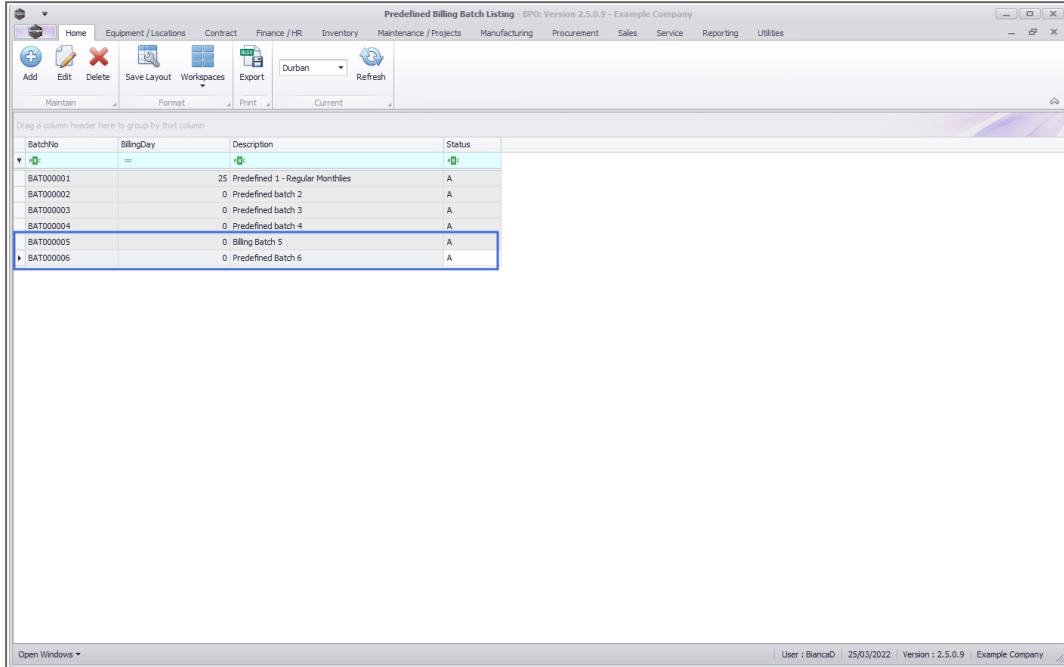 Predefined Billing Batch Listing - BPO: Version 2.5.0.9 - Example Company
Home Equipment / Locations Contract Finance / HR Inventory Maintenance / Projects Manufacturing Procurement Sales Service Reporting Utilities
Add Edit Delete Save Layout Workspaces Export Durban Refresh
Maintain Format Print Current
Drag a column header here to group by that column
BatchNo BillingDay Description Status
=
BAT000001 25 Predefined 1 - Regular Monthlies A
BAT000002 0 Predefined batch 2 A
BAT000003 0 Predefined batch 3 A
BAT000004 0 Predefined batch 4 A
BAT000005 0 Billing Batch 5 A
BAT000006 0 Predefined Batch 6 A
Open Windows User : BiancaD 25/03/2022 Version : 2.5.0.9 Example Company